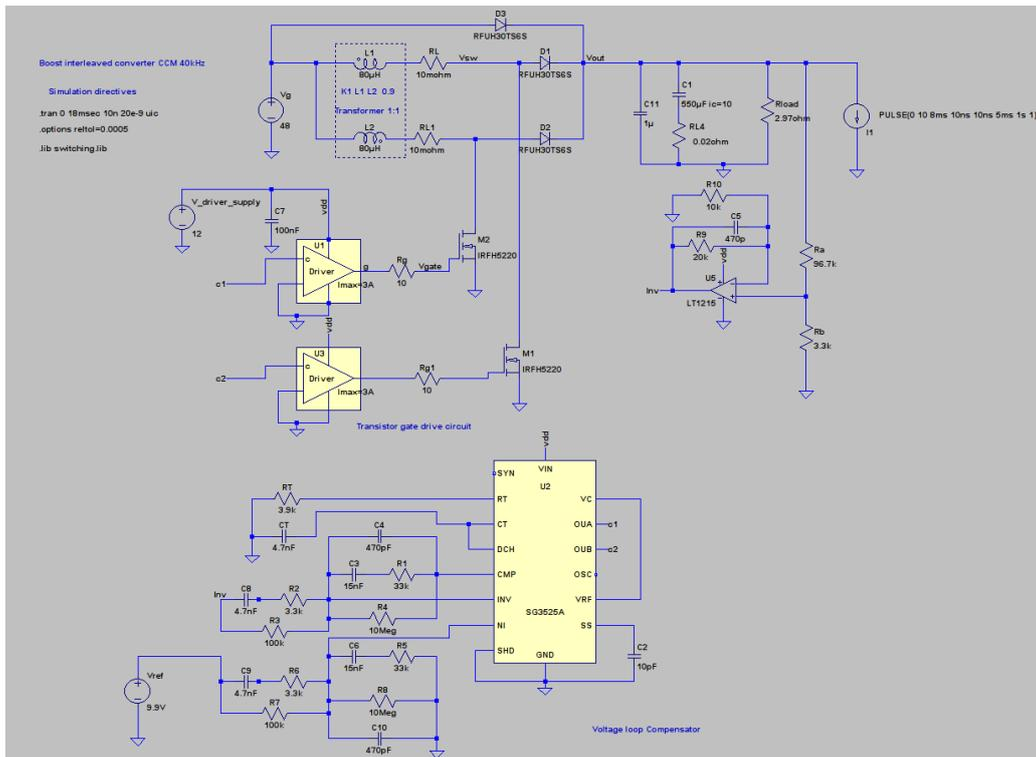 D3
RFUH30TS6S
Boost interleaved converter CCM 40kHz
Simulation directives
.tran 0 18msec 10n 20e-9 uic
.options reltol=0.0005
.lib switching.lib
Vg
48
L1
80µH
K1 L1 L2 0.9
Transformer 1:1
L2
80µH
RL
10mohm
RL1
10mohm
Vsw
D1
RFUH30TS6S
Vout
D2
RFUH30TS6S
C11
1µ
C1
550µF ic=10
RL4
0.02ohm
Rload
2.97ohm
I1
PULSE(0 10 8ms 10ns 10ns 5ms 1s 1)
V_driver_supply
12
C7
100nF
vdd
U1
c
Driver
Imax=3A
c1
g
Rg
10
Vgate
M2
IRFH5220
R10
10k
C5
470p
R9
20k
vdd
U5
LT1215
Inv
Ra
96.7k
Rb
3.3k
vdd
U3
c
Driver
Imax=3A
c2
Rg1
10
M1
IRFH5220
Transistor gate drive circuit
vdd
SYN
VIN
U2
RT
VC
CT
OUA
c1
DCH
OUB
c2
CMP
OSC
INV
VRF
SG3525A
NI
SS
SHD
GND
C2
10pF
RT
3.9k
CT
4.7nF
C4
470pF
C3
15nF
R1
33k
Inv
C8
4.7nF
R2
3.3k
R4
10Meg
R3
100k
C6
15nF
R5
33k
Vref
9.9V
C9
4.7nF
R6
3.3k
R8
10Meg
R7
100k
C10
470pF
Voltage loop Compensator